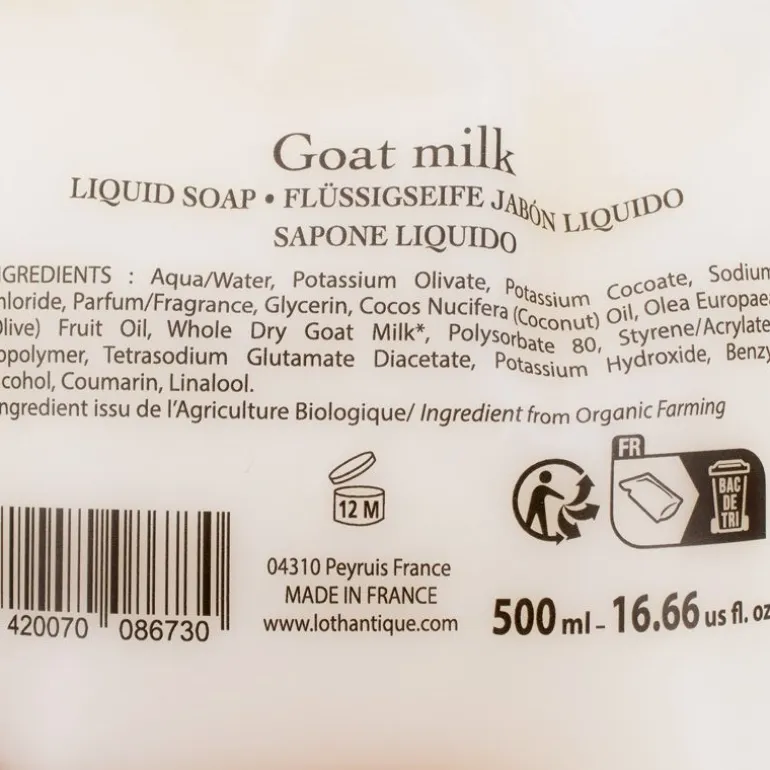 Goat milk
LIQUID SOAP • FLÜSSIGSEIFE JABÓN LIQUIDO
SAPONE LIQUIDO
NGREDIENTS : Aqua/Water, Potassium Olivate, Potassium Cocoate, Sodium
hloride, Parfum/Fragrance, Glycerin, Cocos Nucifera (Coconut) Oil, Olea Europae
Olive) Fruit Oil, Whole Dry Goat Milk*, Polysorbate 80, Styrene/Acrylate
opolymer, Tetrasodium Glutamate Diacetate, Potassium Hydroxide, Benzy
lcohol, Coumarin, Linalool.
ngredient issu de l'Agriculture Biologique/ Ingredient from Organic Farming
FR
BAC
DE
TRI
12 M
04310 Peyruis France
MADE IN FRANCE
www.lothantique.com
420070 086730
500 ml - 16.66 us fl. oz